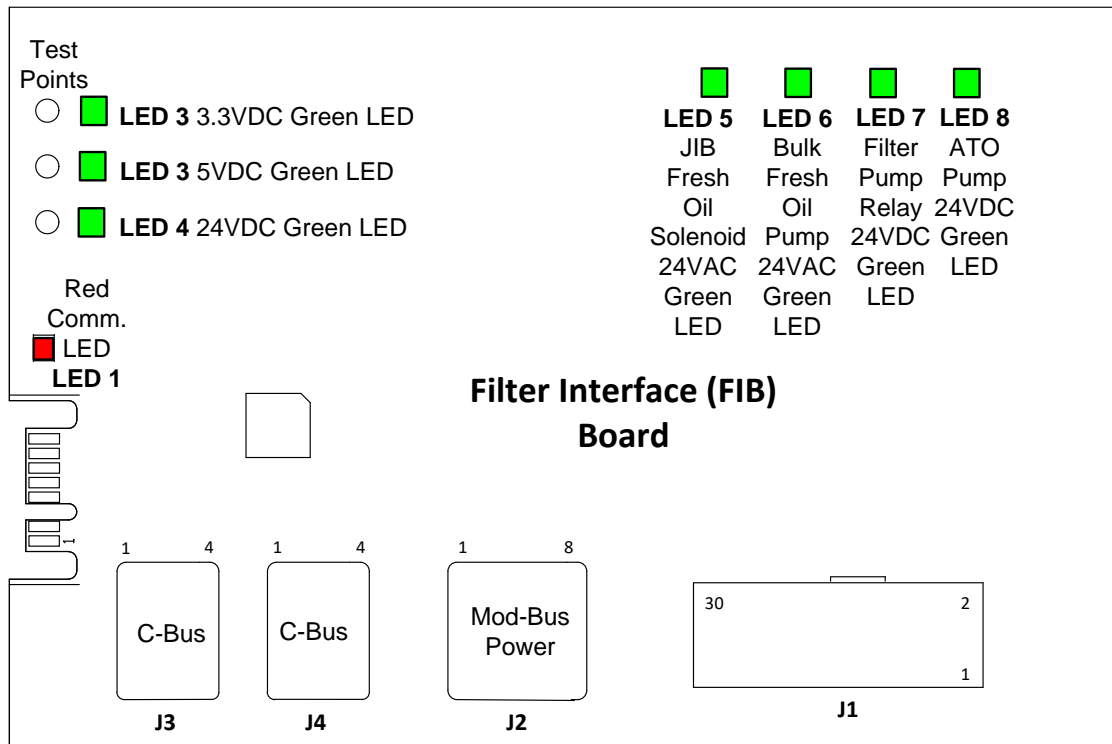 Test
Points
LED 3 3.3VDC Green LED
LED 3 5VDC Green LED
LED 4 24VDC Green LED
Red
Comm.
LED
LED 1
LED 5
JIB
Fresh
Oil
Solenoid
24VAC
Green
LED
LED 6
Bulk
Fresh
Oil
Pump
24VAC
Green
LED
LED 7
Filter
Pump
Relay
24VDC
Green
LED
LED 8
ATO
Pump
24VDC
Green
LED
Filter Interface (FIB)
Board
1
1 4
C-Bus
J3
1 4
C-Bus
J4
1 8
Mod-Bus
Power
J2
30 2
1
J1